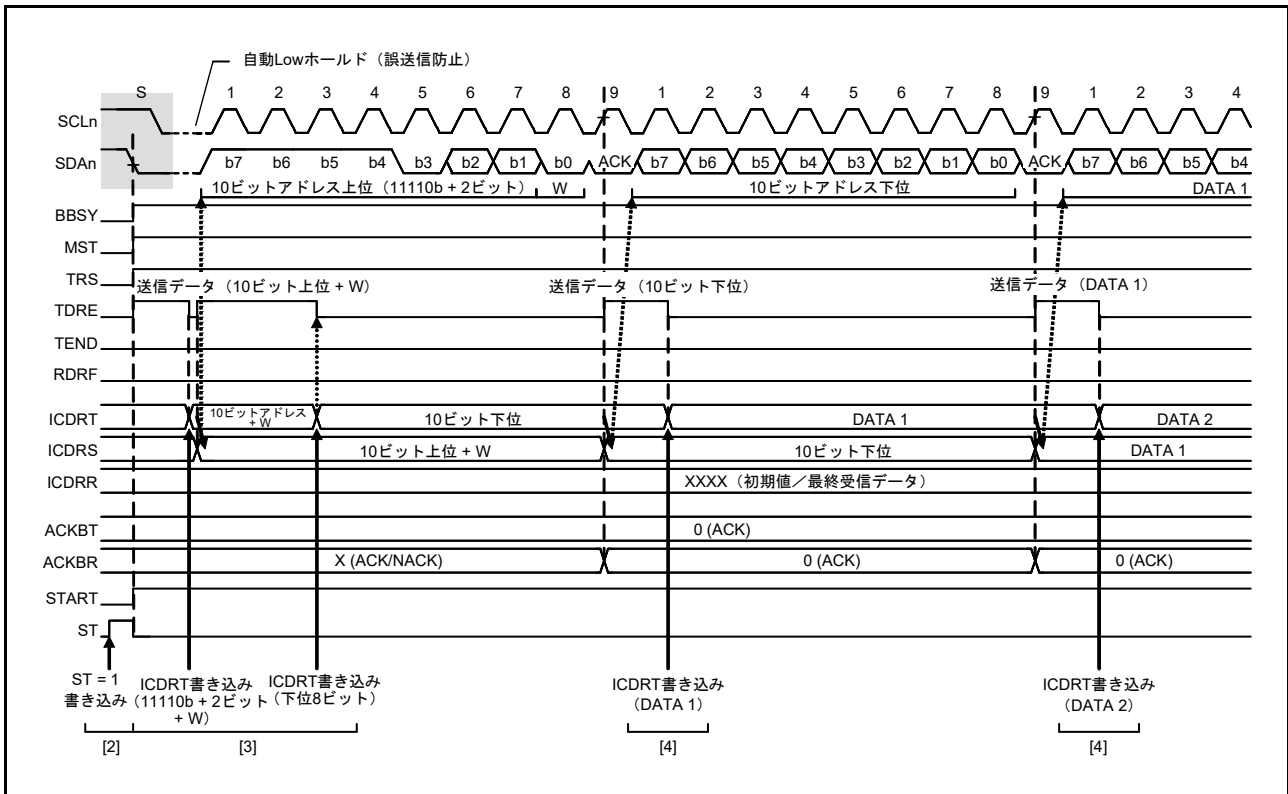 自動Lowホールド（誤送信防止）
S 1 2 3 4 5 6 7 8 9 1 2 3 4 5 6 7 8 9 1 2 3 4
SCLn
SDAn b7 b6 b5 b4 b3 b2 b1 b0 ACK b7 b6 b5 b4 b3 b2 b1 b0 ACK b7 b6 b5 b4
10ビットアドレス上位（11110b + 2ビット） W 10ビットアドレス下位 DATA 1
BBSY
MST
TRS
送信データ（10ビット上位 + W） 送信データ（10ビット下位） 送信データ（DATA 1）
TDRE
TEND
RDRF
ICDRT 10ビットアドレス + W 10ビット下位 DATA 1 DATA 2
ICDRS 10ビット上位 + W 10ビット下位 DATA 1
ICDRR XXXX（初期値／最終受信データ）
ACKBT 0 (ACK)
ACKBR X (ACK/NACK) 0 (ACK) 0 (ACK)
START
ST
ST = 1
書き込み
ICDRT書き込み
（11110b + 2ビット
+ W）
ICDRT書き込み
（下位8ビット）
ICDRT書き込み
（DATA 1）
ICDRT書き込み
（DATA 2）
[2] [3] [4] [4]